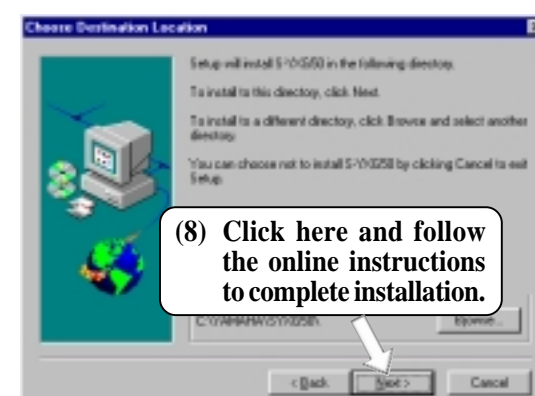 Choose Destination Location
Setup will install S-YXG50 in the following directory.
To install to this directory, click Next.
To install to a different directory, click Browse and select another
directory.
You can choose not to install S-YXG50 by clicking Cancel to exit
Setup.
(8) Click here and follow
the online instructions
to complete installation.
C:\YAMAHA\SYXG50\
Browse...
< Back
Next >
Cancel